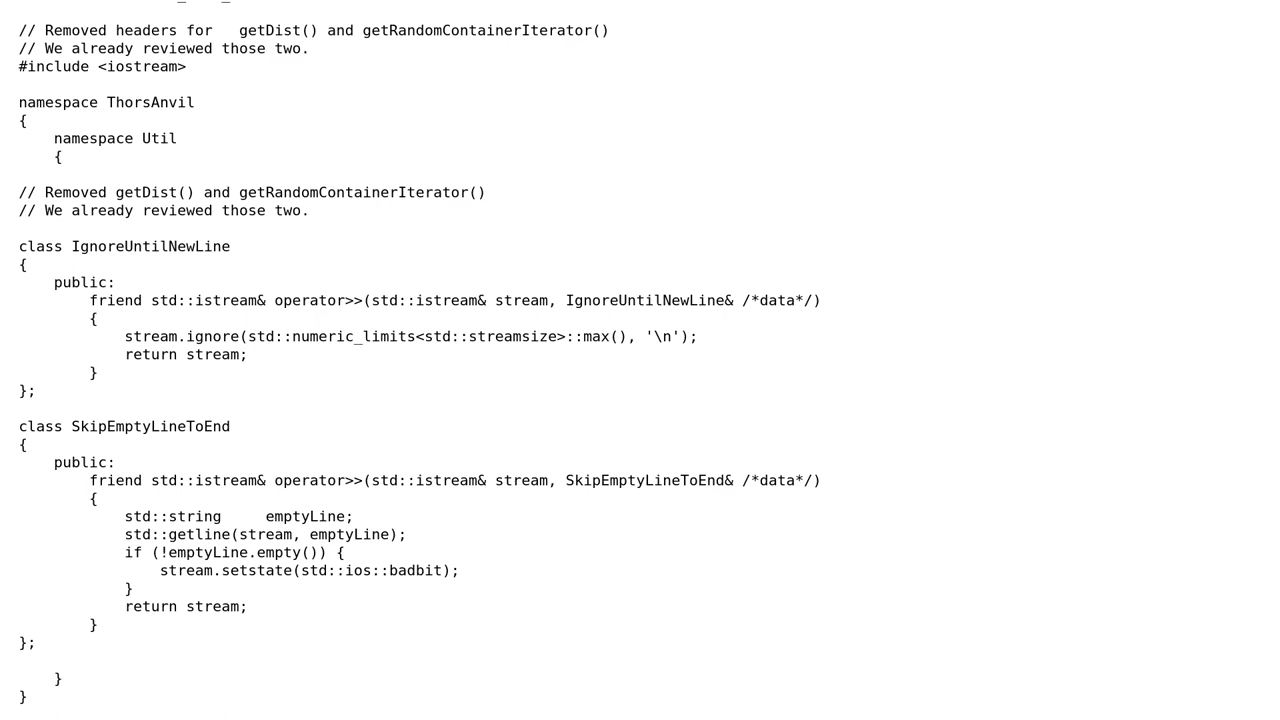 // Removed headers for   getDist() and getRandomContainerIterator()
// We already reviewed those two.
#include <iostream>

namespace ThorsAnvil
{
    namespace Util
    {

// Removed getDist() and getRandomContainerIterator()
// We already reviewed those two.

class IgnoreUntilNewLine
{
    public:
        friend std::istream& operator>>(std::istream& stream, IgnoreUntilNewLine& /*data*/)
        {
            stream.ignore(std::numeric_limits<std::streamsize>::max(), '\n');
            return stream;
        }
};

class SkipEmptyLineToEnd
{
    public:
        friend std::istream& operator>>(std::istream& stream, SkipEmptyLineToEnd& /*data*/)
        {
            std::string     emptyLine;
            std::getline(stream, emptyLine);
            if (!emptyLine.empty()) {
                stream.setstate(std::ios::badbit);
            }
            return stream;
        }
};

    }
}